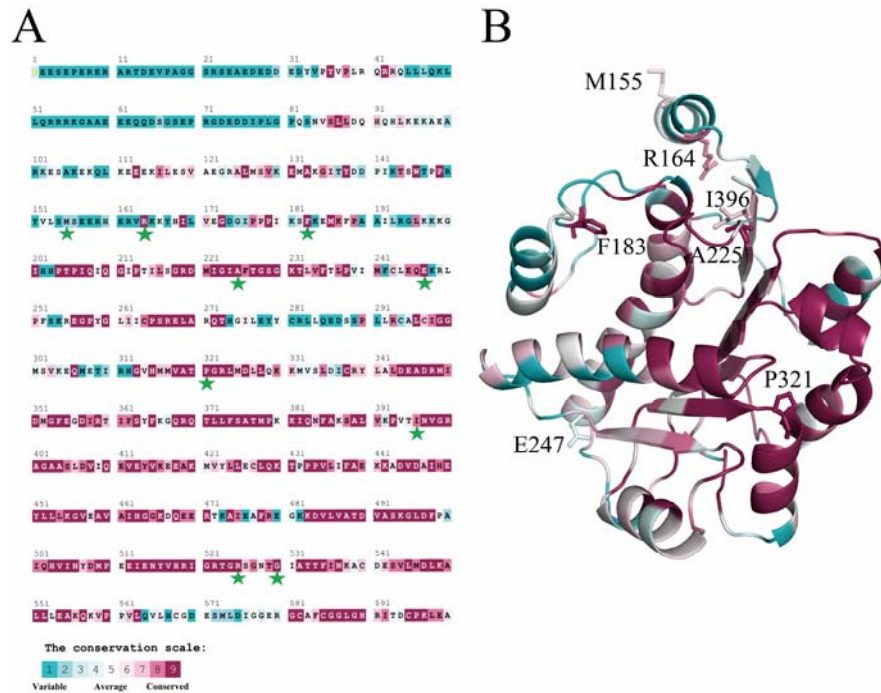 A
B
1 11 21 31 41
MEESEPERKR ARTDEVPAGG SRSEAEDEDD EDYVPYVPLR QRRQLLLQKL
51 61 71 81 91
LQRRRKGAAE EEQQDSGSEP RGDEDDIPLG PQSNVSLLDQ HQHLKEKAEA
101 111 121 131 141
RKESAKEKQL KEEEKILESV AEGRALMSVK EMAKGITYDD PIKTSWTPPR
151 161 171 181 191
YVLSMSEERH ERVRKKYHIL VEGDGIPPPI KSFKEMKFPA AILRGLKKKG
201 211 221 231 241
IHHPTPIQIQ GIPTILSGRD MIGIAFTGSG KTLVFTLPVI MFCLEQEKRL
251 261 271 281 291
PFSKREGPYG LIICPSRELA RQTHGILEYY CRLLQEDSSP LLRCALCIGG
301 311 321 331 341
MSVKEQMETI RHGVHMMVAT PGRLMDLLQK KMVSLDICRY LALDEADRMI
351 361 371 381 391
DMGFEGDIRT IFSYFKGQRQ TLLFSATMPK KIQNFAKSAL VKPVTINVGR
401 411 421 431 441
AGAASLDVIQ EVEYVKEEAK MVYLLECLQK TPPPVLIFAE KKADVDAIHE
451 461 471 481 491
YLLLKGVEAV AIHGGKDQEE RTKAIEAFRE GKKDVLVATD VASKGLDFPA
501 511 521 531 541
IQHVINYDMP EEIENYVHRI GRTGRSGNTG IATTFINKAC DESVLMDLKA
551 561 571 581 591
LLLEAKQKVP PVLQVLHCGD ESMLDIGGER GCAFCGGLGH RITDCPKLEA
The conservation scale:
1 2 3 4 5 6 7 8 9
Variable Average Conserved
M155
R164
I396
F183
A225
P321
E247